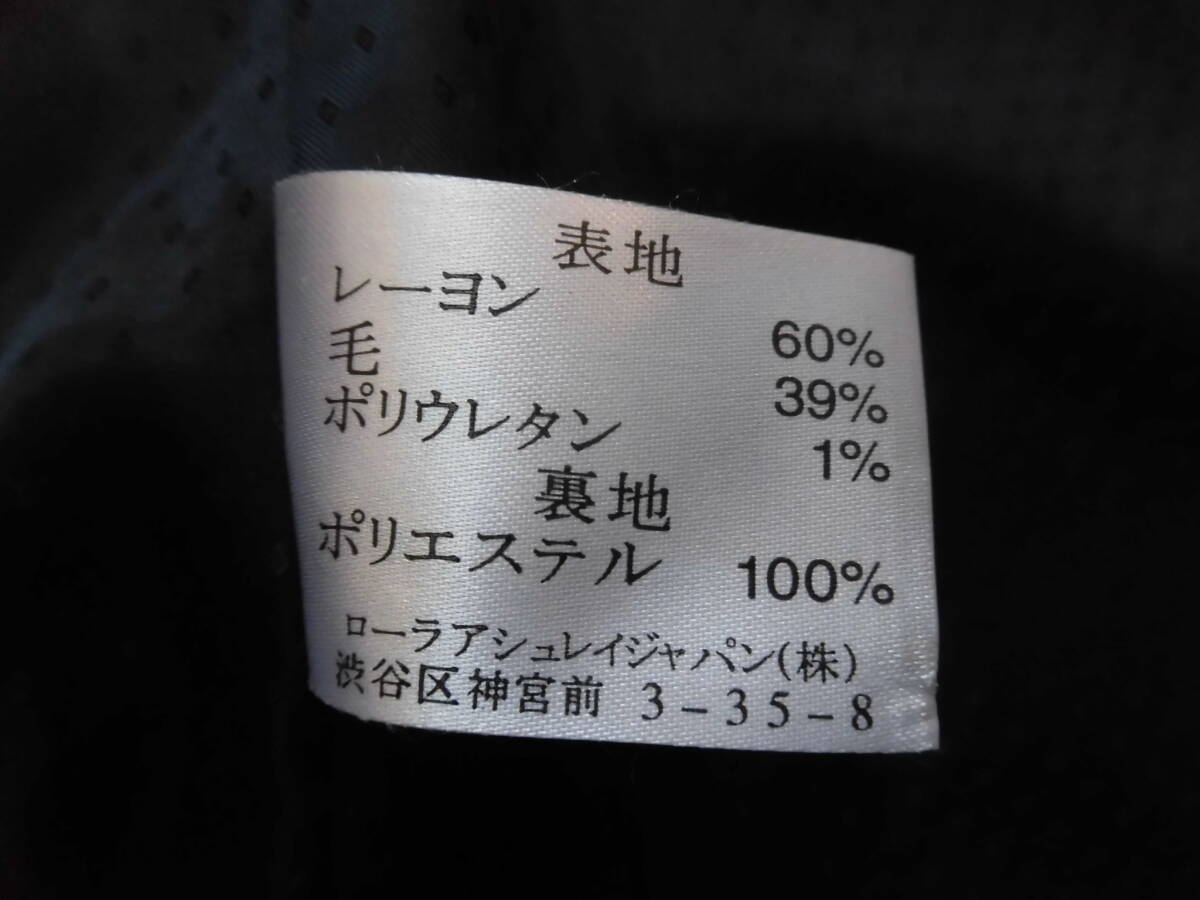 表地
レーヨン 60%
毛 39%
ポリウレタン 1%
裏地
ポリエステル 100%
ローラアシュレイジャパン(株)
渋谷区神宮前 3-35-8